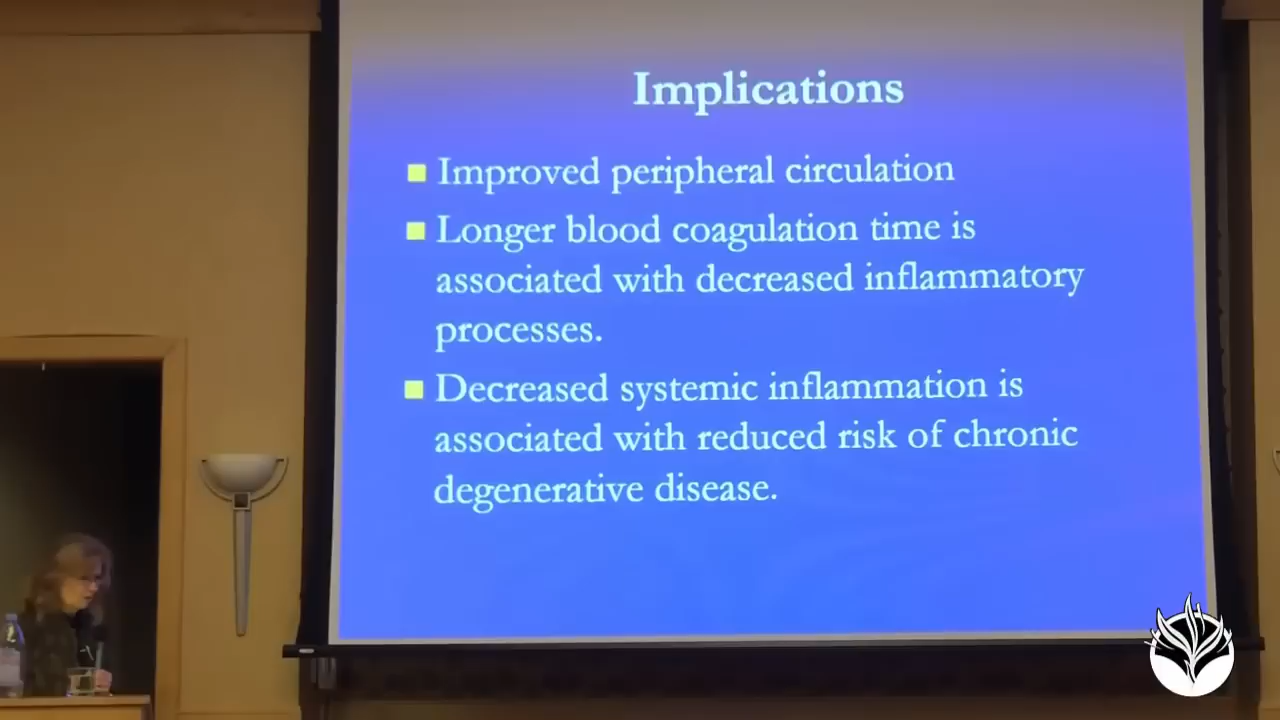 Implications
Improved peripheral circulation
Longer blood coagulation time is
associated with decreased inflammatory
processes.
Decreased systemic inflammation is
associated with reduced risk of chronic
degenerative disease.